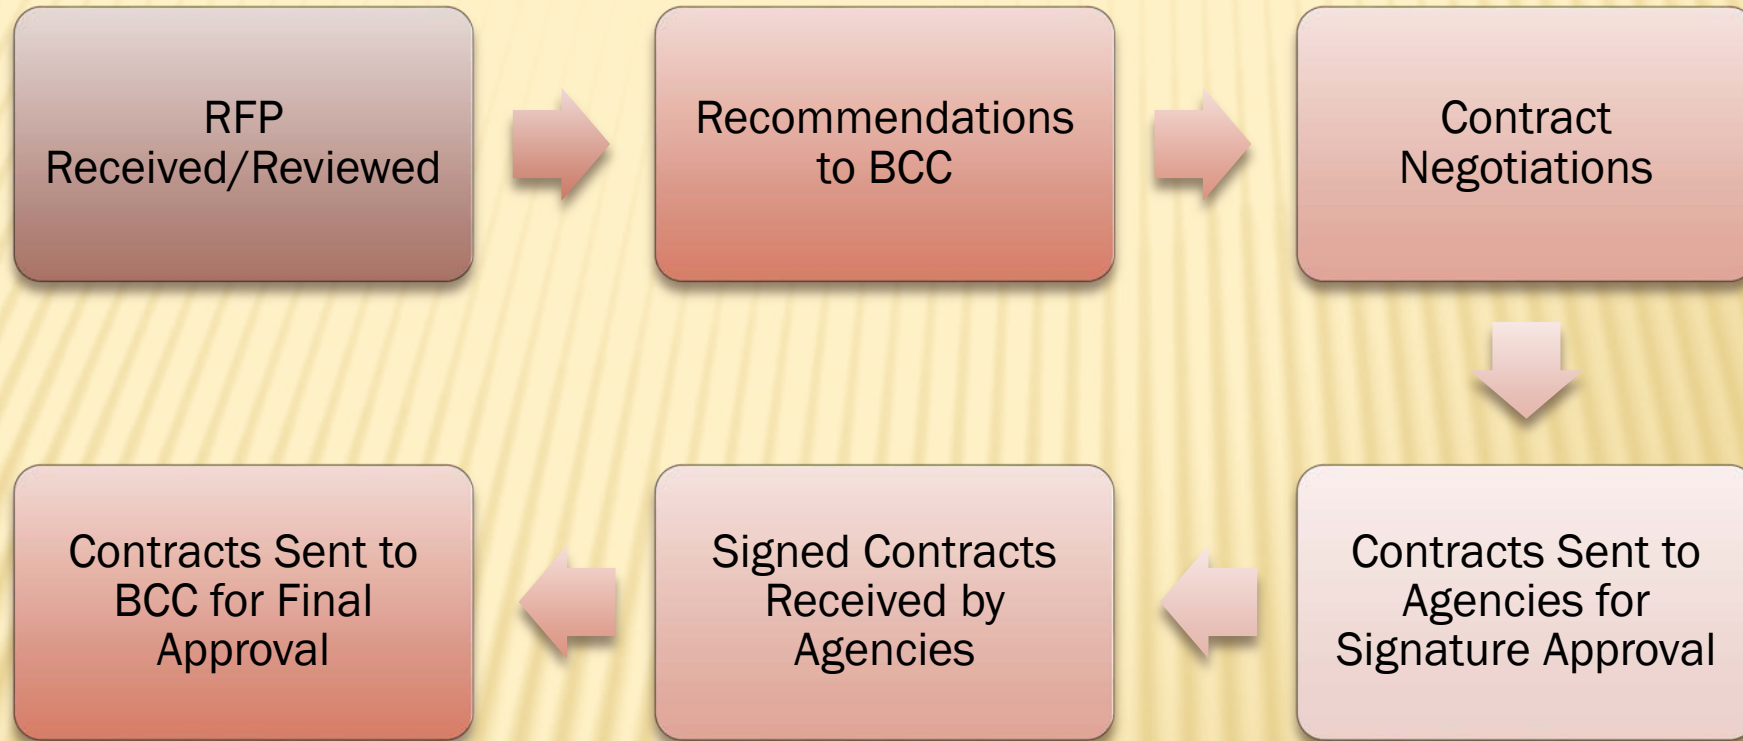 RFP
Received/Reviewed
Recommendations
to BCC
Contract
Negotiations
Contracts Sent to
Agencies for
Signature Approval
Signed Contracts
Received by
Agencies
Contracts Sent to
BCC for Final
Approval